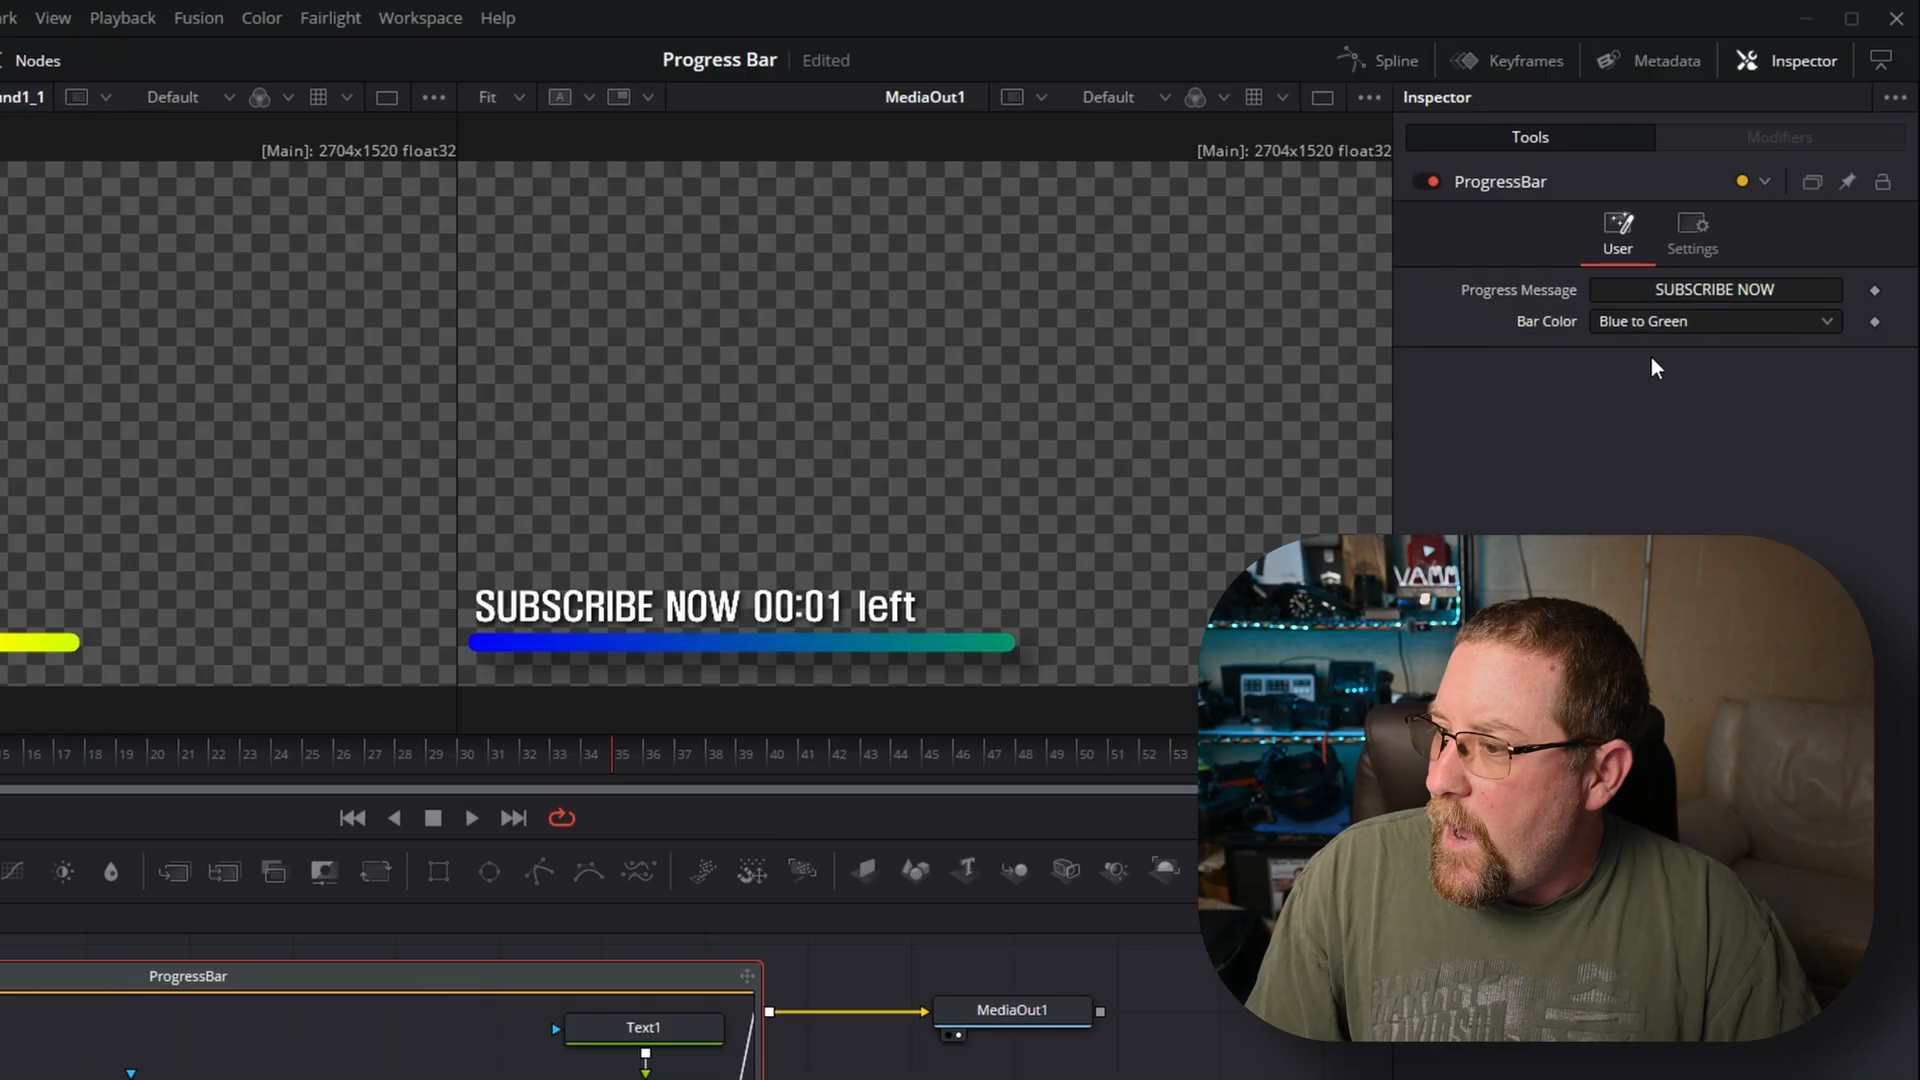 rk View Playback Fusion Color Fairlight Workspace Help
Nodes
Progress Bar Edited
Spline Keyframes Metadata Inspector
nd1_1 Default Fit MediaOut1 Default Inspector
[Main]: 2704x1520 float32 [Main]: 2704x1520 float32
Tools Modifiers
ProgressBar
User Settings
Progress Message SUBSCRIBE NOW
Bar Color Blue to Green
SUBSCRIBE NOW 00:01 left
15 16 17 18 19 20 21 22 23 24 25 26 27 28 29 30 31 32 33 34 35 36 37 38 39 40 41 42 43 44 45 46 47 48 49 50 51 52 53
ProgressBar
Text1
MediaOut1